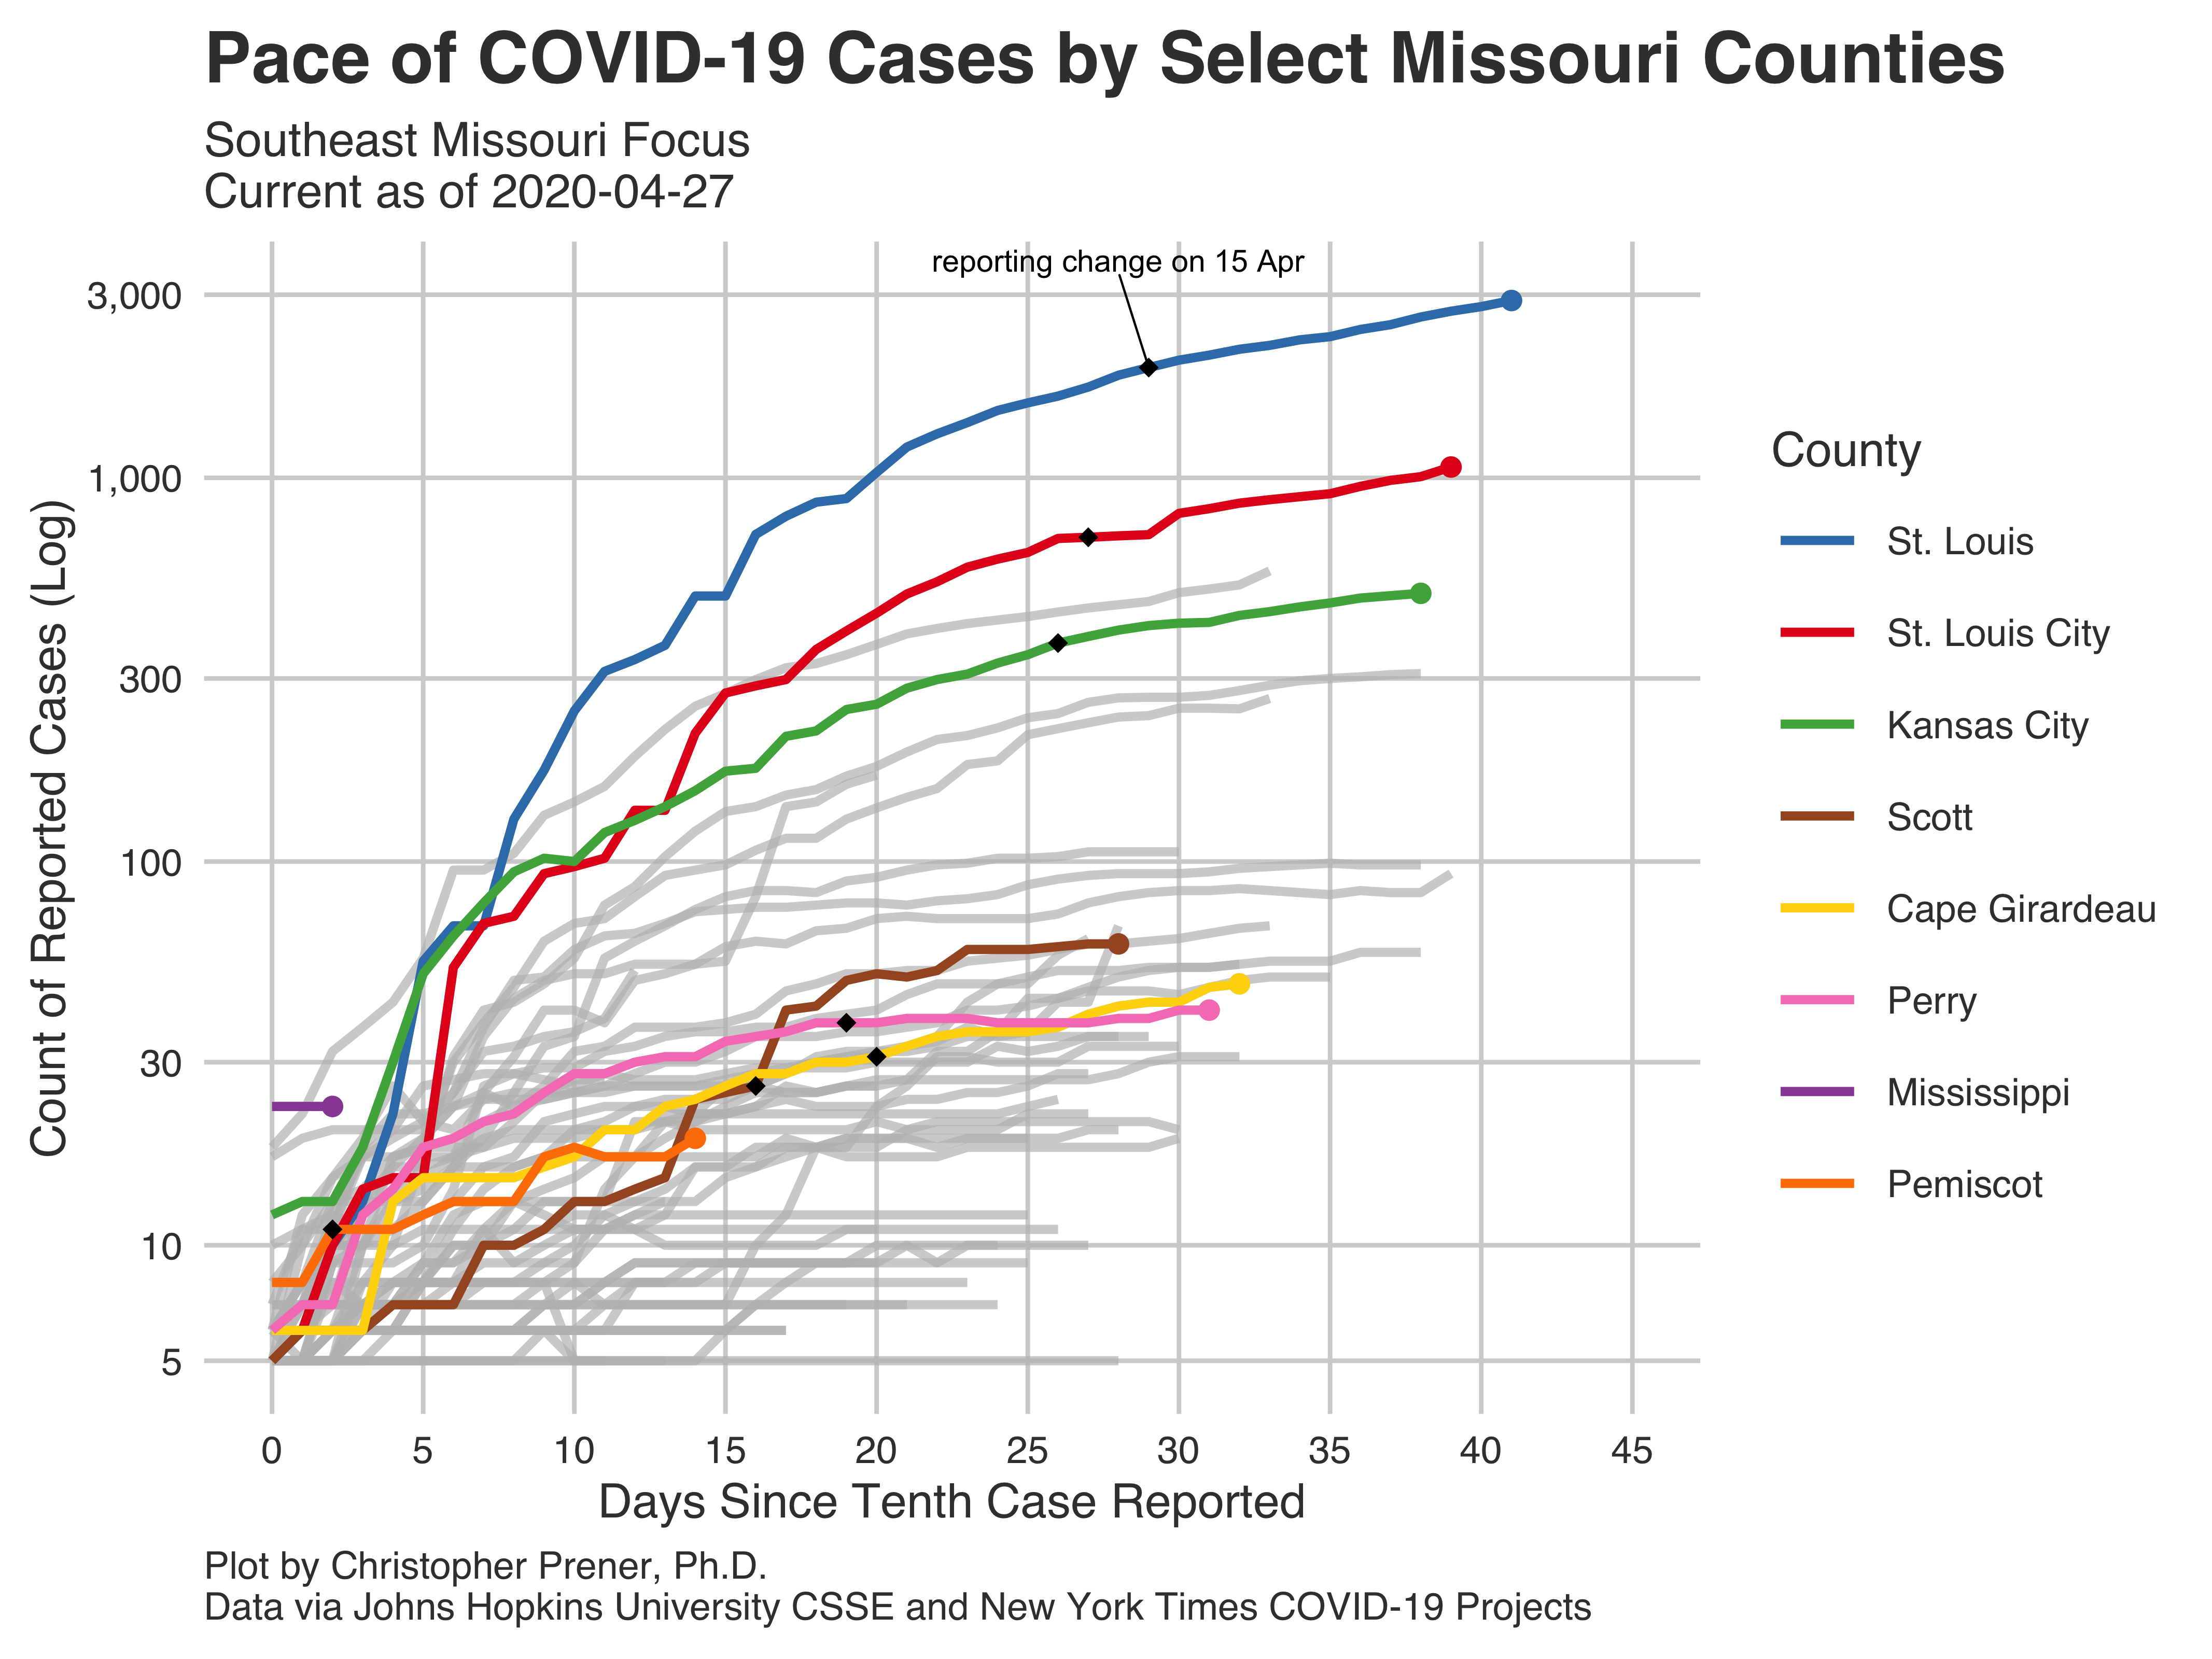 Pace of COVID-19 Cases by Select Missouri Counties
Southeast Missouri Focus
Current as of 2020-04-27
reporting change on 15 Apr
3,000
1,000
300
100
30
10
5
Count of Reported Cases (Log)
0 5 10 15 20 25 30 35 40 45
Days Since Tenth Case Reported
County
St. Louis
St. Louis City
Kansas City
Scott
Cape Girardeau
Perry
Mississippi
Pemiscot
Plot by Christopher Prener, Ph.D.
Data via Johns Hopkins University CSSE and New York Times COVID-19 Projects